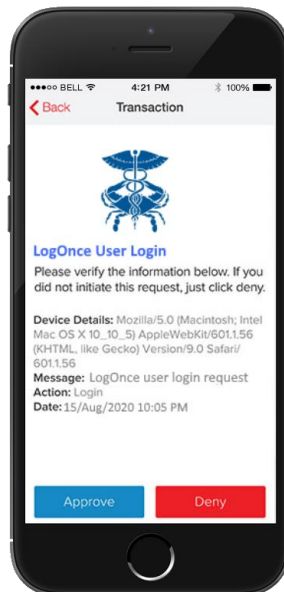 ●●●○○ BELL 4:21 PM 100%
Back Transaction
LogOnce User Login
Please verify the information below. If you
did not initiate this request, just click deny.
Device Details: Mozilla/5.0 (Macintosh; Intel
Mac OS X 10_10_5) AppleWebKit/601.1.56
(KHTML, like Gecko) Version/9.0 Safari/
601.1.56
Message: LogOnce user login request
Action: Login
Date: 15/Aug/2020 10:05 PM
Approve Deny